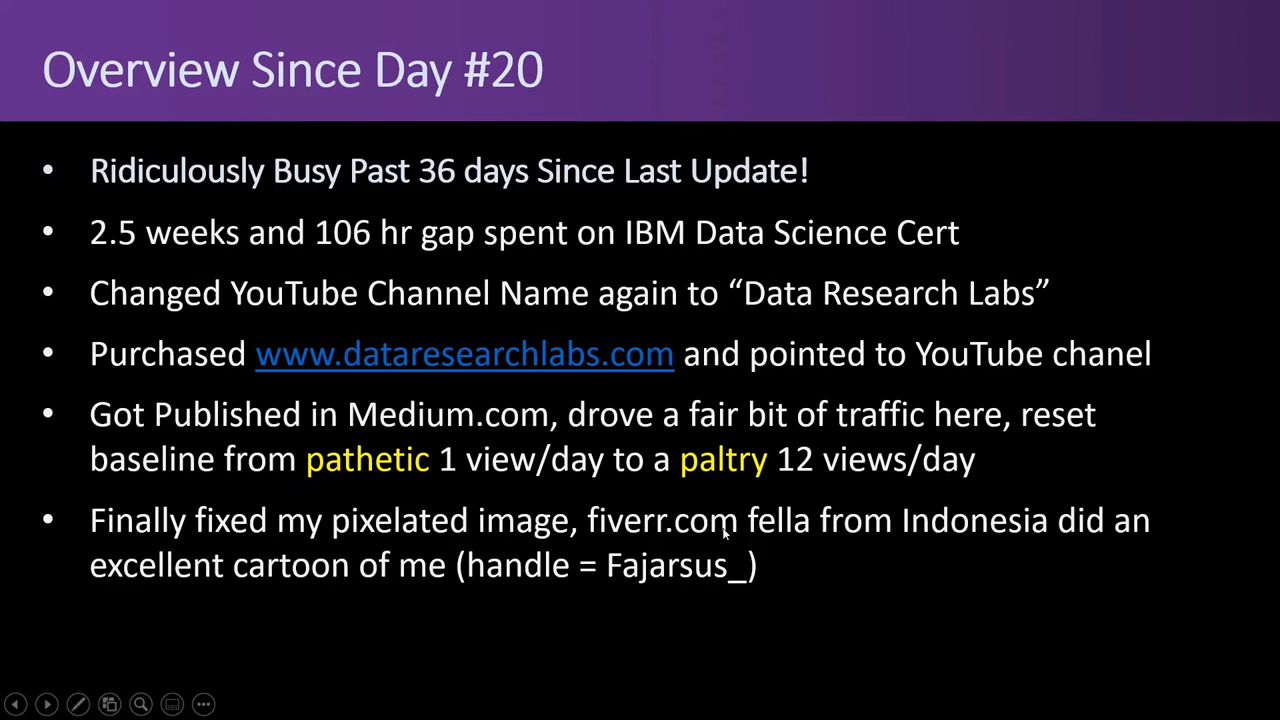 Overview Since Day #20
• Ridiculously Busy Past 36 days Since Last Update!
• 2.5 weeks and 106 hr gap spent on IBM Data Science Cert
• Changed YouTube Channel Name again to “Data Research Labs”
• Purchased www.dataresearchlabs.com and pointed to YouTube chanel
• Got Published in Medium.com, drove a fair bit of traffic here, reset
baseline from pathetic 1 view/day to a paltry 12 views/day
• Finally fixed my pixelated image, fiverr.com fella from Indonesia did an
excellent cartoon of me (handle = Fajarsus_)